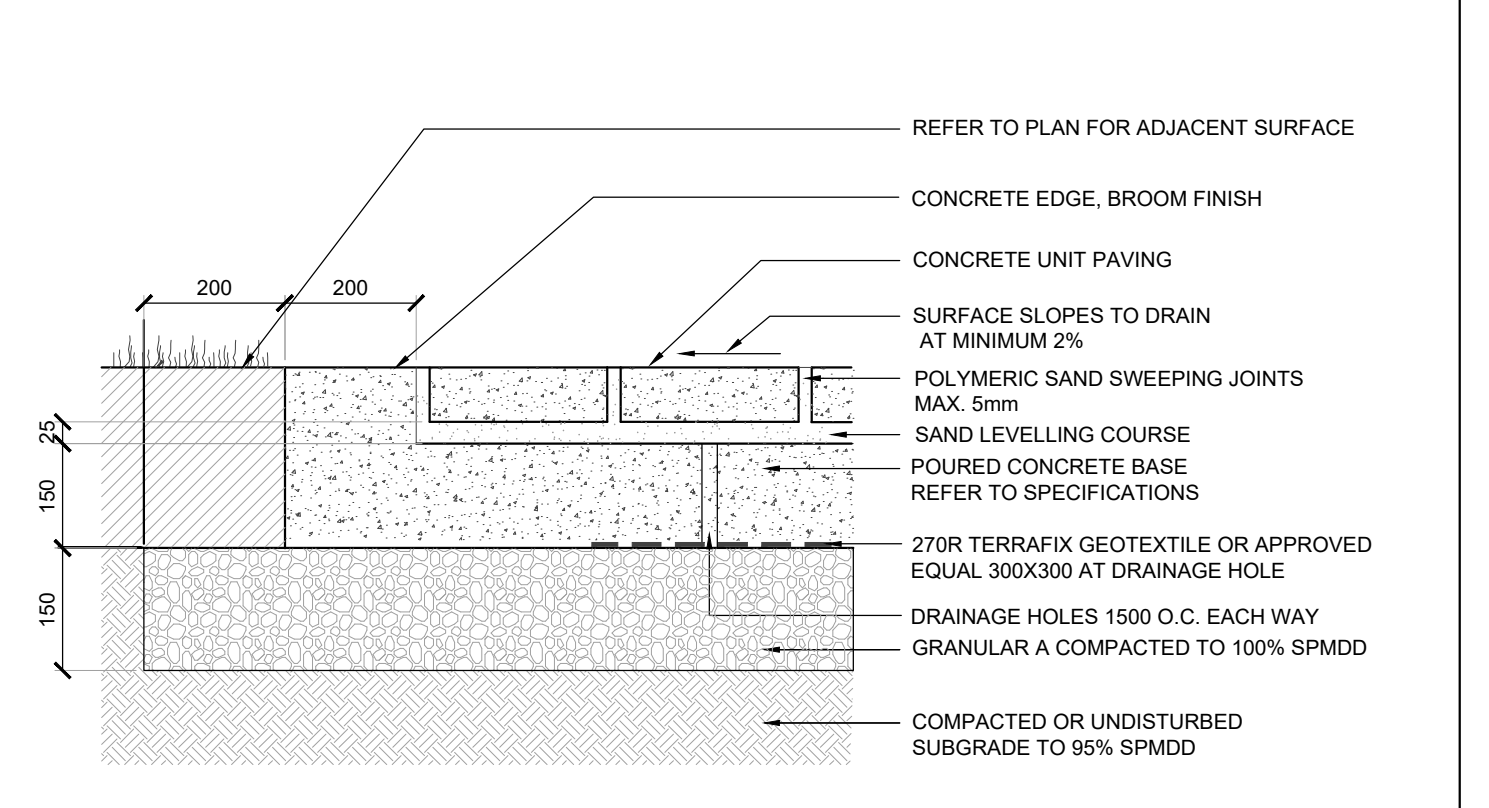 REFER TO PLAN FOR ADJACENT SURFACE
CONCRETE EDGE, BROOM FINISH
CONCRETE UNIT PAVING
200
200
SURFACE SLOPES TO DRAIN
AT MINIMUM 2%
POLYMERIC SAND SWEEPING JOINTS
MAX. 5mm
25
SAND LEVELLING COURSE
POURED CONCRETE BASE
REFER TO SPECIFICATIONS
150
270R TERRAFIX GEOTEXTILE OR APPROVED
EQUAL 300X300 AT DRAINAGE HOLE
150
DRAINAGE HOLES 1500 O.C. EACH WAY
GRANULAR A COMPACTED TO 100% SPMDD
COMPACTED OR UNDISTURBED
SUBGRADE TO 95% SPMDD